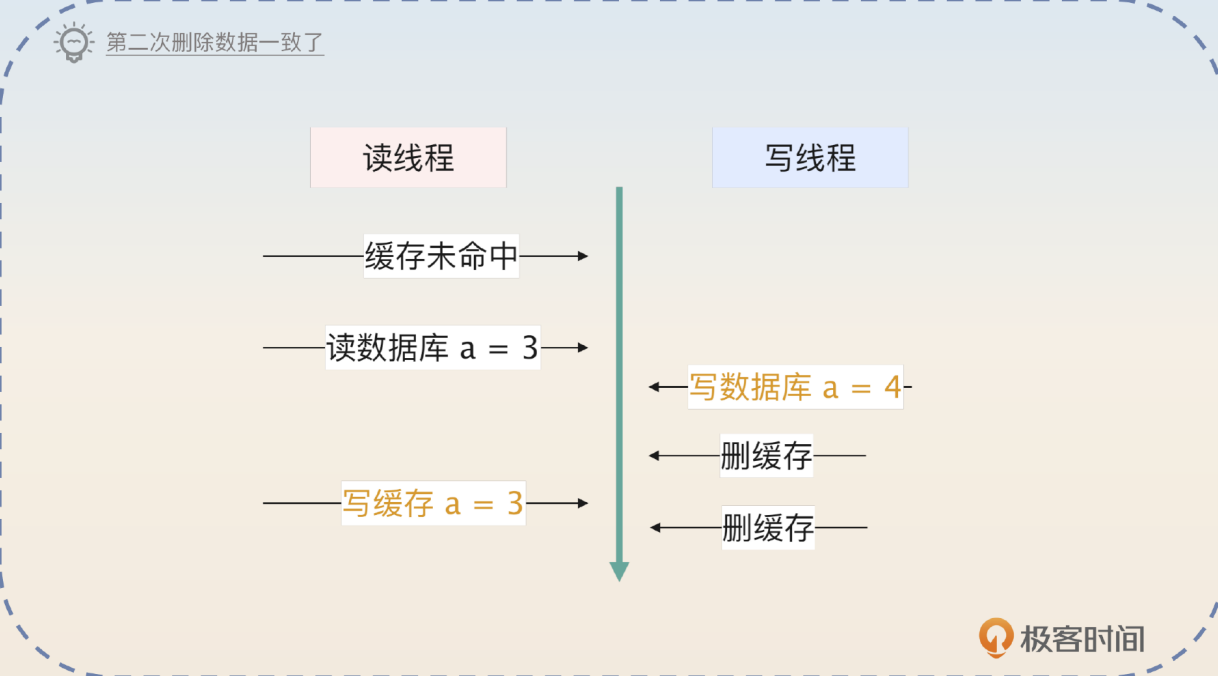 第二次删除数据一致了
读线程
写线程
缓存未命中
读数据库 a = 3
写数据库 a = 4
删缓存
写缓存 a = 3
删缓存
极客时间